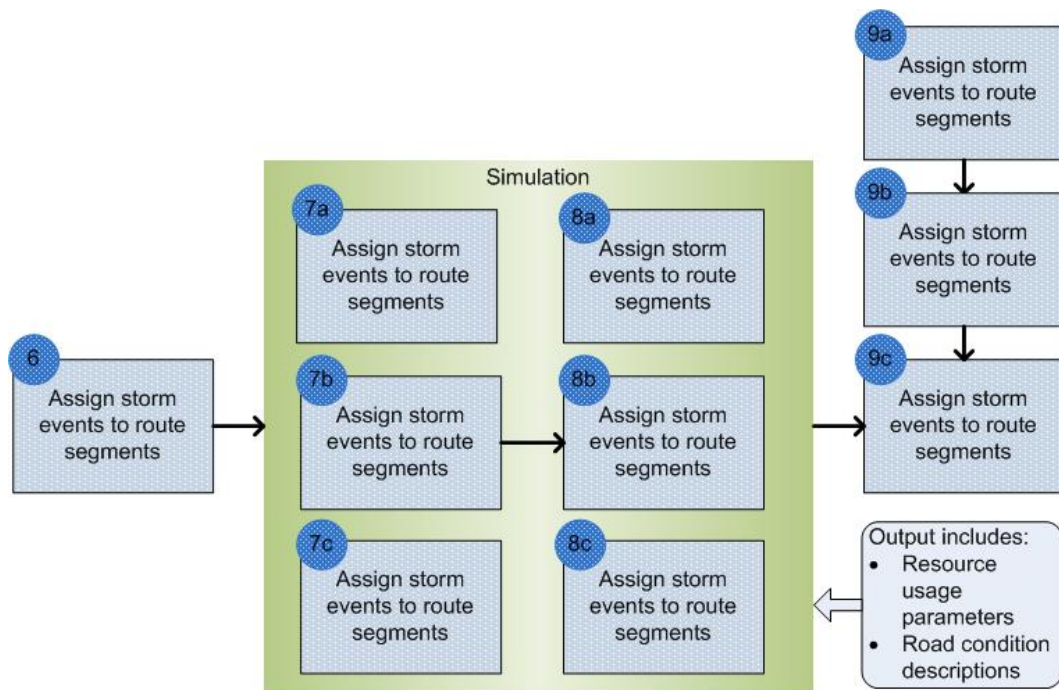 9a
Assign storm
events to route
segments
Simulation
7a
Assign storm
events to route
segments
8a
Assign storm
events to route
segments
9b
Assign storm
events to route
segments
6
Assign storm
events to route
segments
7b
Assign storm
events to route
segments
8b
Assign storm
events to route
segments
9c
Assign storm
events to route
segments
7c
Assign storm
events to route
segments
8c
Assign storm
events to route
segments
Output includes:
• Resource
usage
parameters
• Road condition
descriptions